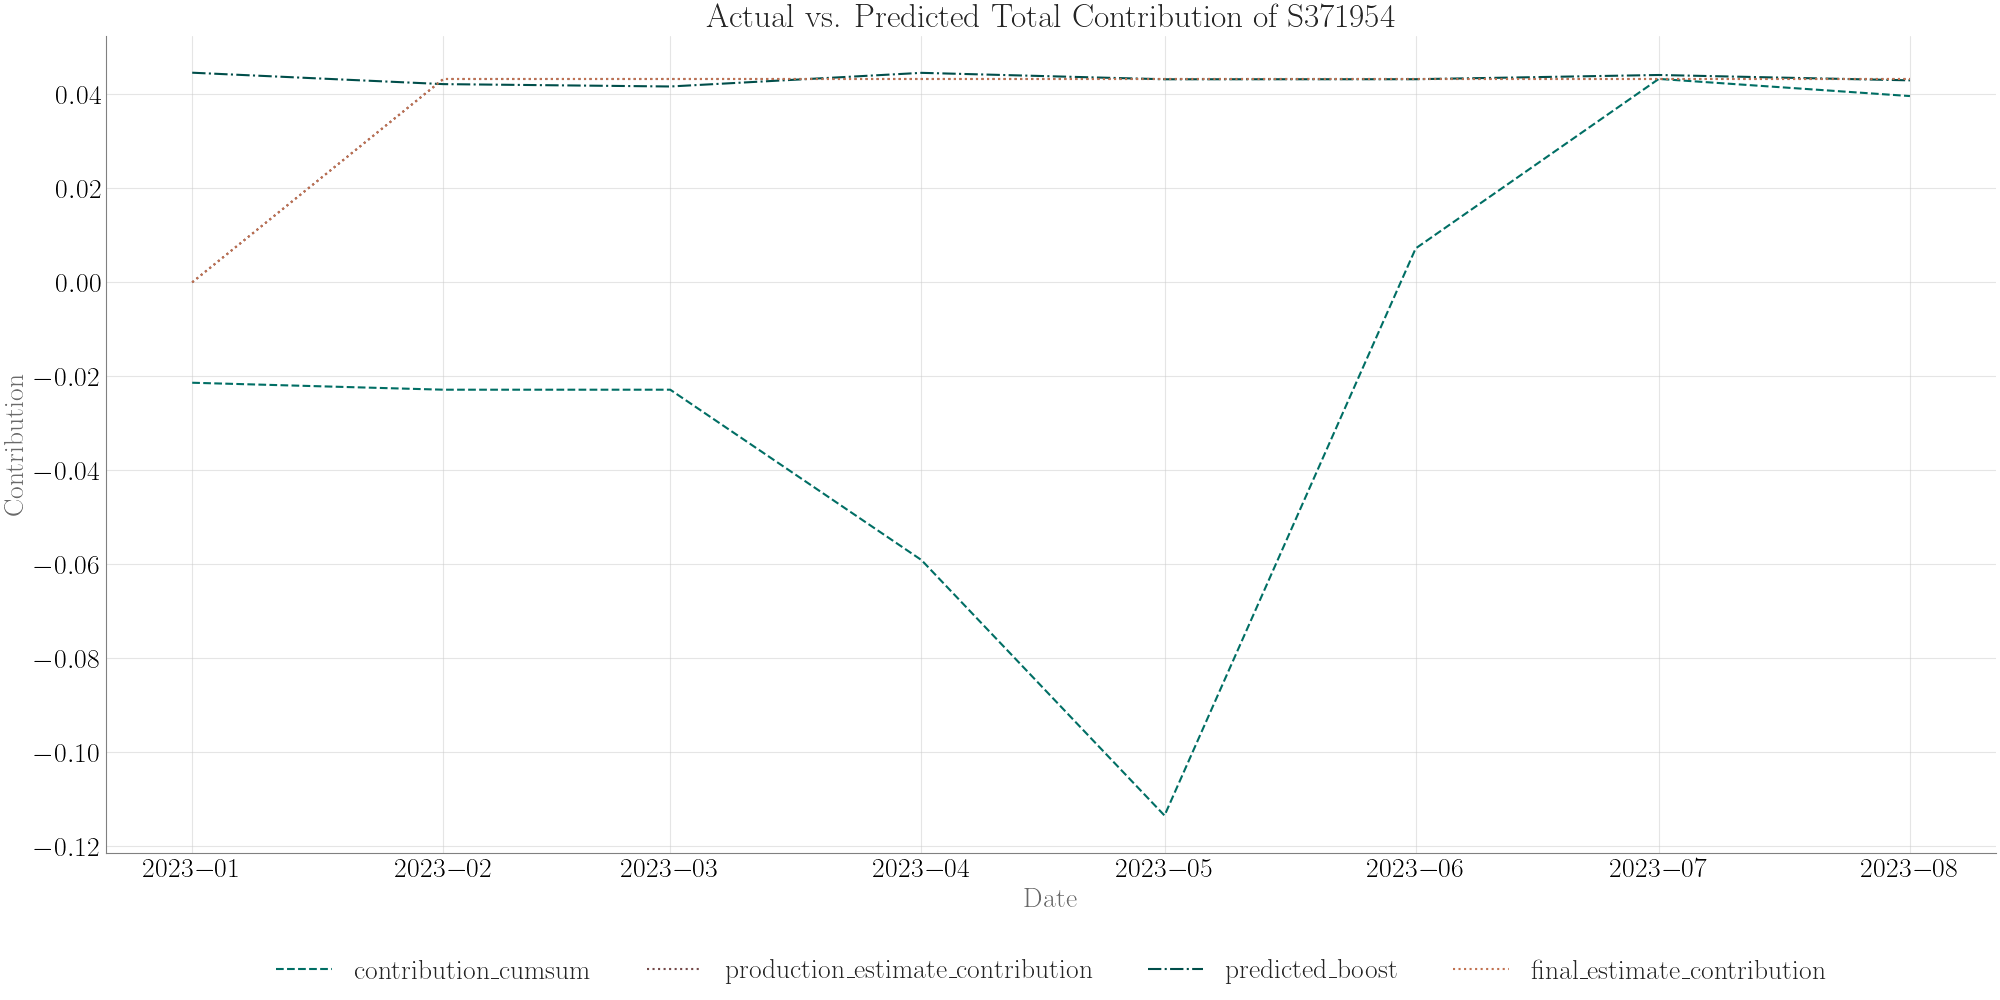 Actual vs. Predicted Total Contribution of S371954
Contribution
0.04
0.02
0.00
−0.02
−0.04
−0.06
−0.08
−0.10
−0.12
2023−01 2023−02 2023−03 2023−04 2023−05 2023−06 2023−07 2023−08
Date
contribution_cumsum production_estimate_contribution predicted_boost final_estimate_contribution